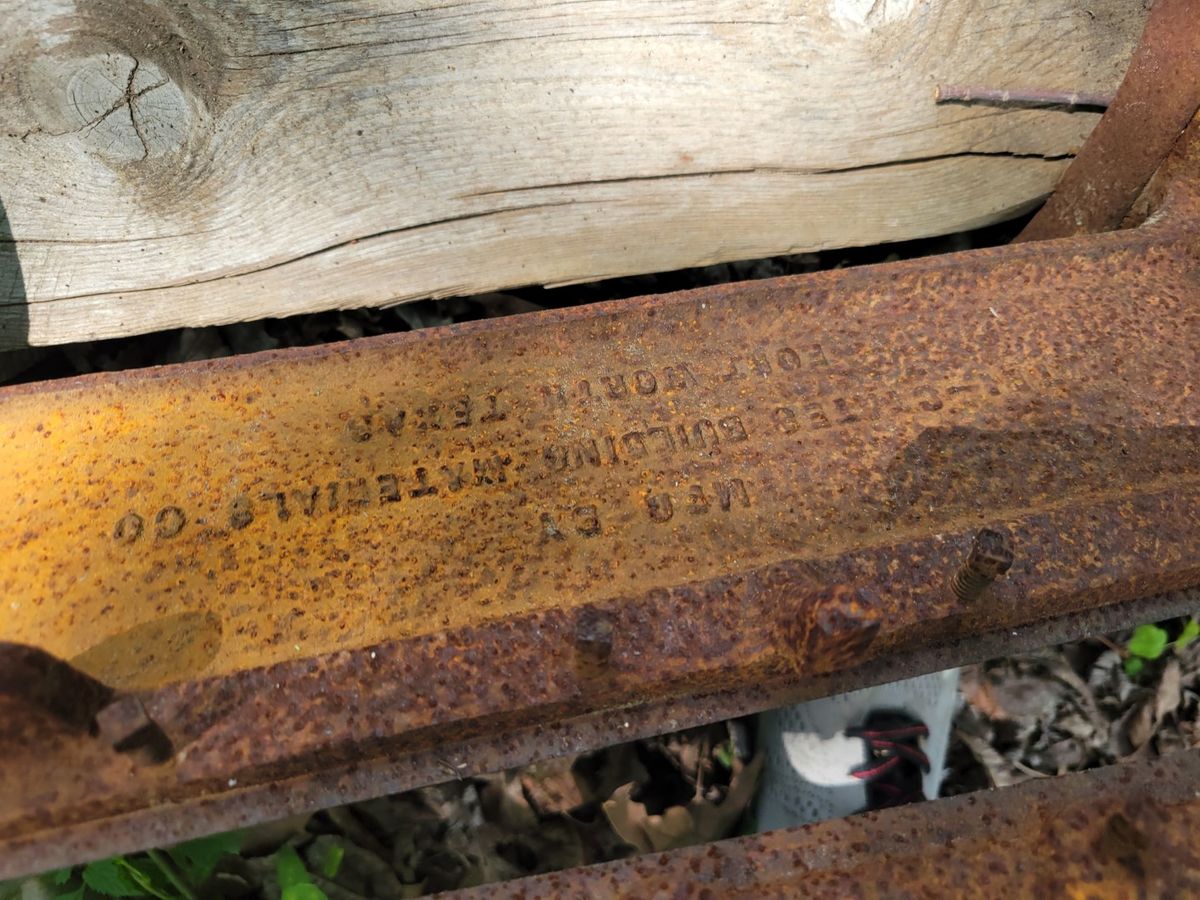 MFG BY
BUILDING MATERIALS CO
FORT WORTH TEXAS